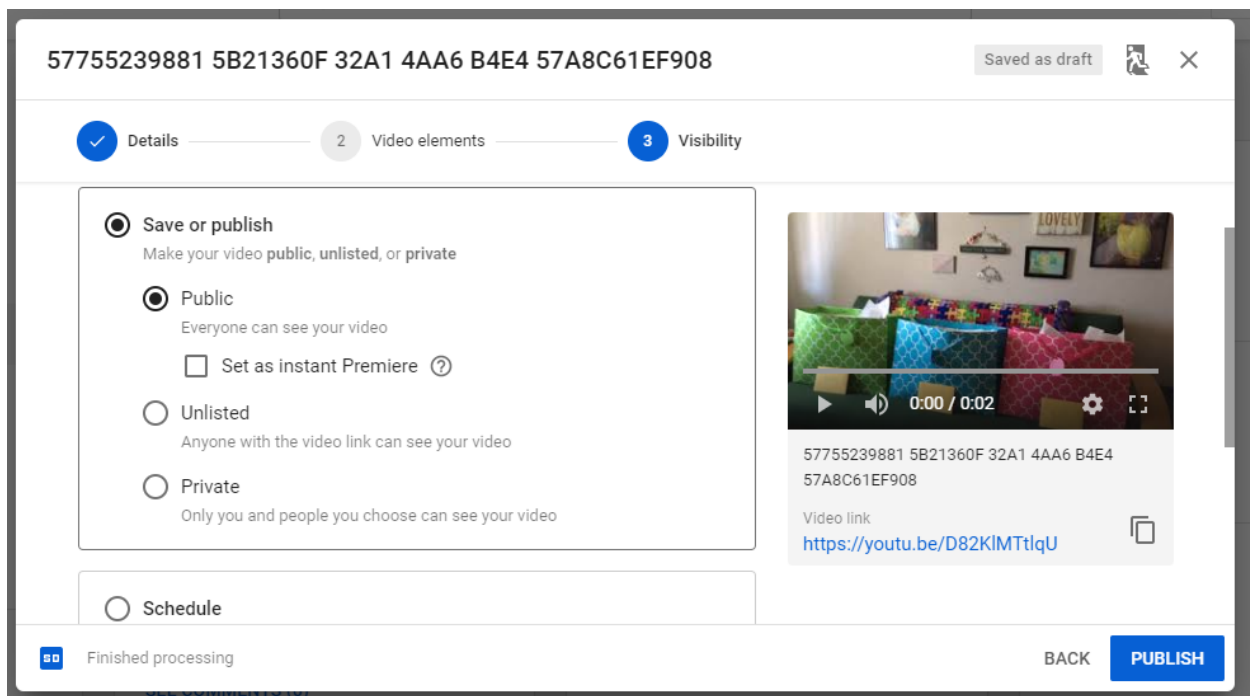 57755239881 5B21360F 32A1 4AA6 B4E4 57A8C61EF908
Saved as draft
Details
2
Video elements
3
Visibility
Save or publish
Make your video public, unlisted, or private
Public
Everyone can see your video
Set as instant Premiere
Unlisted
Anyone with the video link can see your video
Private
Only you and people you choose can see your video
Schedule
LOVELY
0:00 / 0:02
57755239881 5B21360F 32A1 4AA6 B4E4
57A8C61EF908
Video link
https://youtu.be/D82KlMTtlqU
SD
Finished processing
BACK
PUBLISH